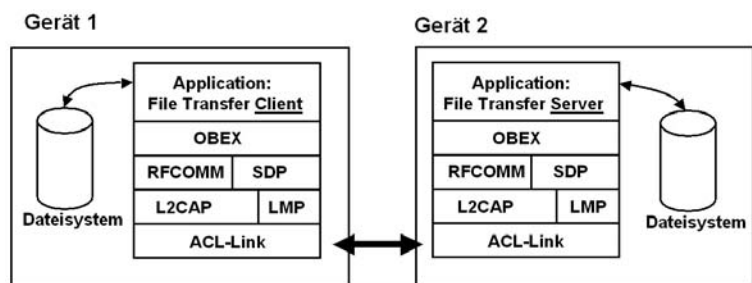 Gerät 1
Application:
File Transfer Client
OBEX
RFCOMM
SDP
L2CAP
LMP
ACL-Link
Dateisystem
Gerät 2
Application:
File Transfer Server
OBEX
RFCOMM
SDP
L2CAP
LMP
ACL-Link
Dateisystem